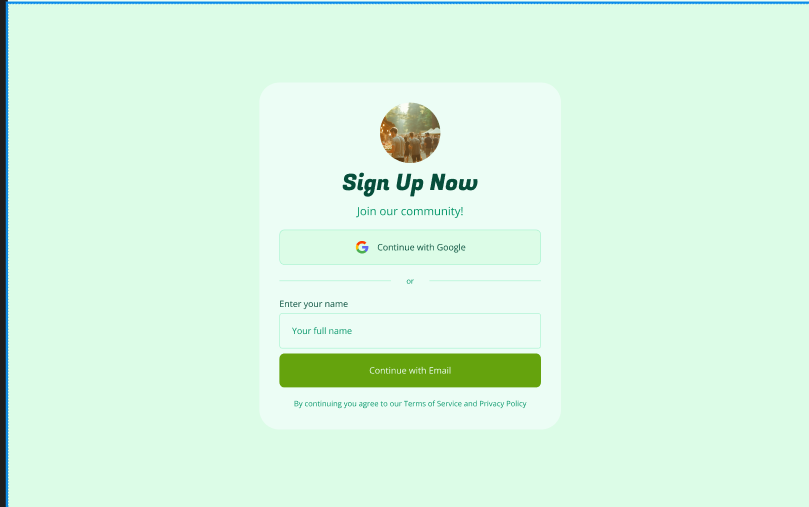 Sign Up Now
Join our community!
Continue with Google
or
Enter your name
Your full name
Continue with Email
By continuing you agree to our Terms of Service and Privacy Policy